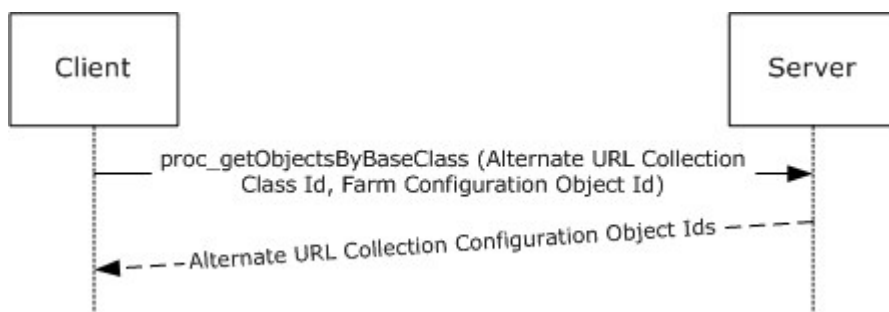 Client
Server
proc_getObjectsByBaseClass (Alternate URL Collection
Class Id, Farm Configuration Object Id)
Alternate URL Collection Configuration Object Ids